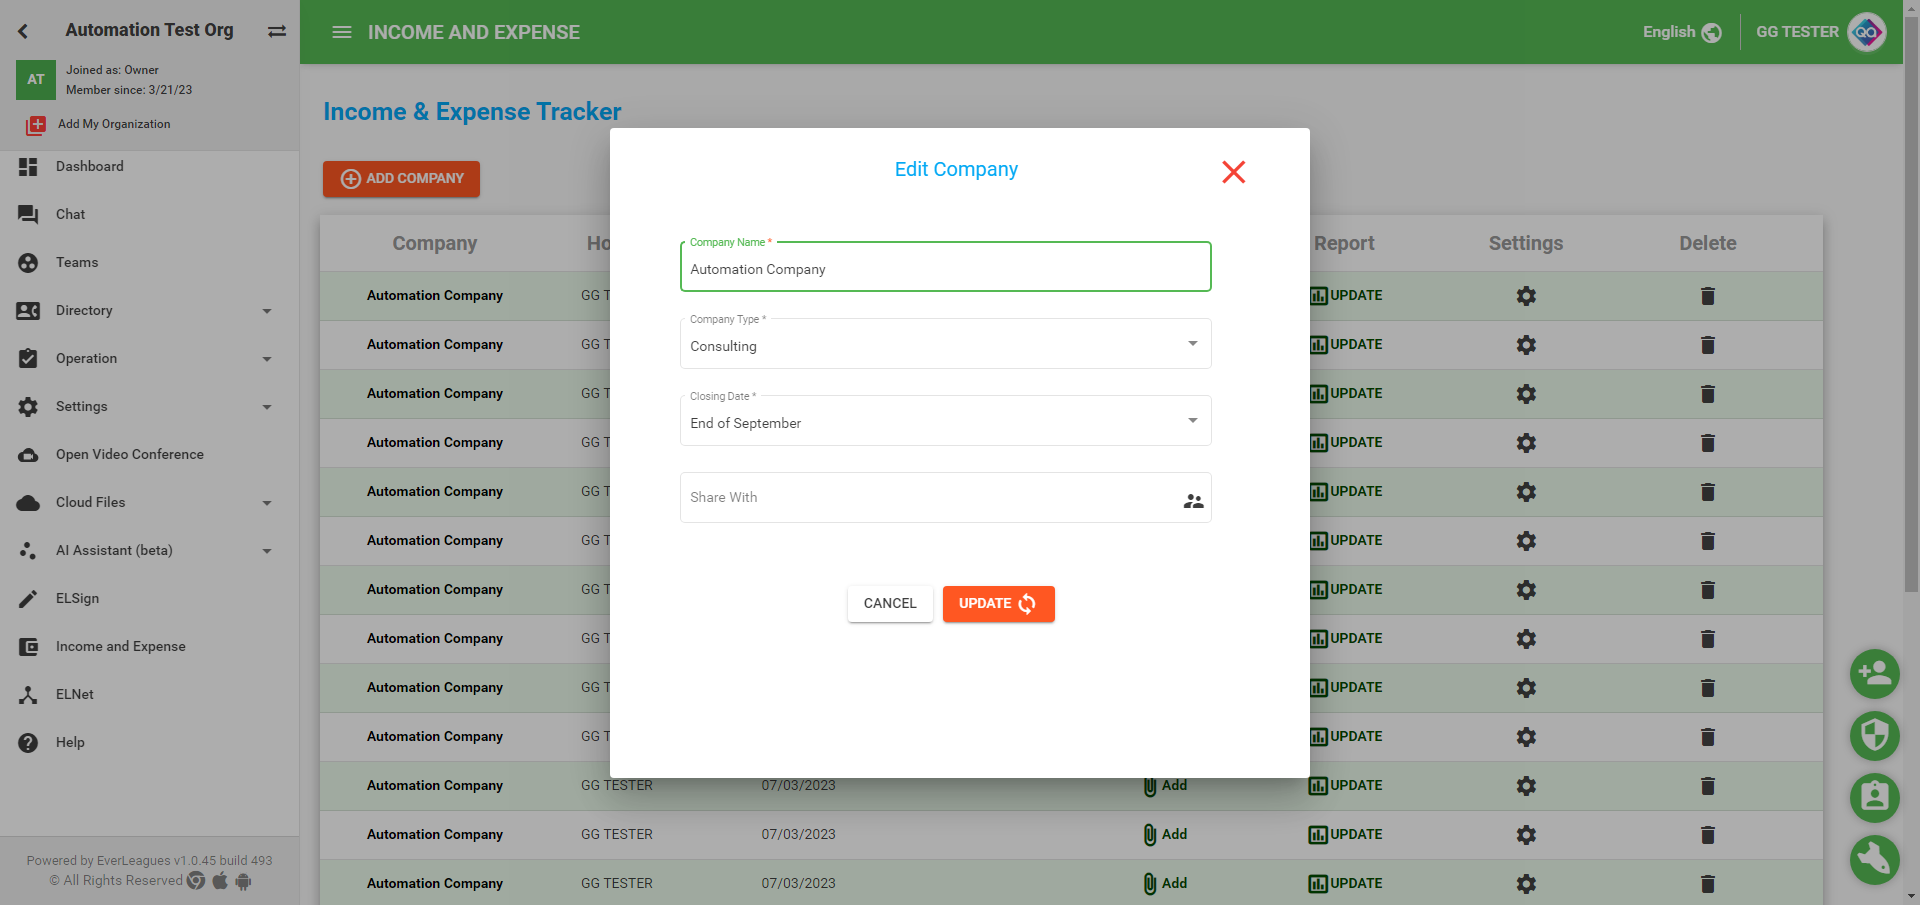 Automation Test Org
AT
Joined as: Owner
Member since: 3/21/23
Add My Organization
Dashboard
Chat
Teams
Directory
Operation
Settings
Open Video Conference
Cloud Files
AI Assistant (beta)
ELSign
Income and Expense
ELNet
Help
Powered by EverLeagues v1.0.45 build 493
© All Rights Reserved
INCOME AND EXPENSE
English
GG TESTER
QA
Income & Expense Tracker
ADD COMPANY
Company Ho Report Settings Delete
Automation Company GG T UPDATE
Automation Company GG T UPDATE
Automation Company GG T UPDATE
Automation Company GG T UPDATE
Automation Company GG T UPDATE
Automation Company GG T UPDATE
Automation Company GG T UPDATE
Automation Company GG T UPDATE
Automation Company GG T UPDATE
Automation Company GG T UPDATE
Automation Company GG TESTER 07/03/2023 Add UPDATE
Automation Company GG TESTER 07/03/2023 Add UPDATE
Automation Company GG TESTER 07/03/2023 Add UPDATE
Edit Company
Company Name *
Automation Company
Company Type *
Consulting
Closing Date *
End of September
Share With
CANCEL
UPDATE